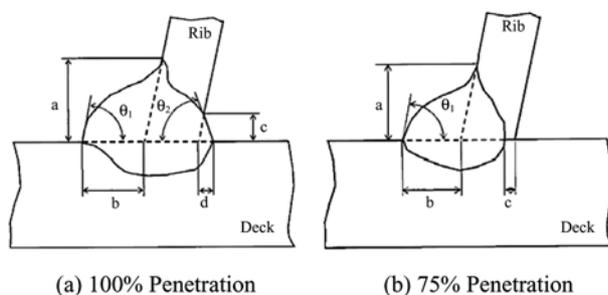 Rib
a
θ1
θ2
c
b
d
Deck
(a) 100% Penetration
Rib
a
θ1
b
c
Deck
(b) 75% Penetration